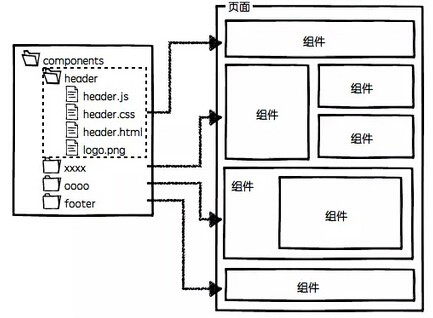 components
header
header.js
header.css
header.html
logo.png
xxxx
oooo
footer
页面
组件
组件
组件
组件
组件
组件
组件